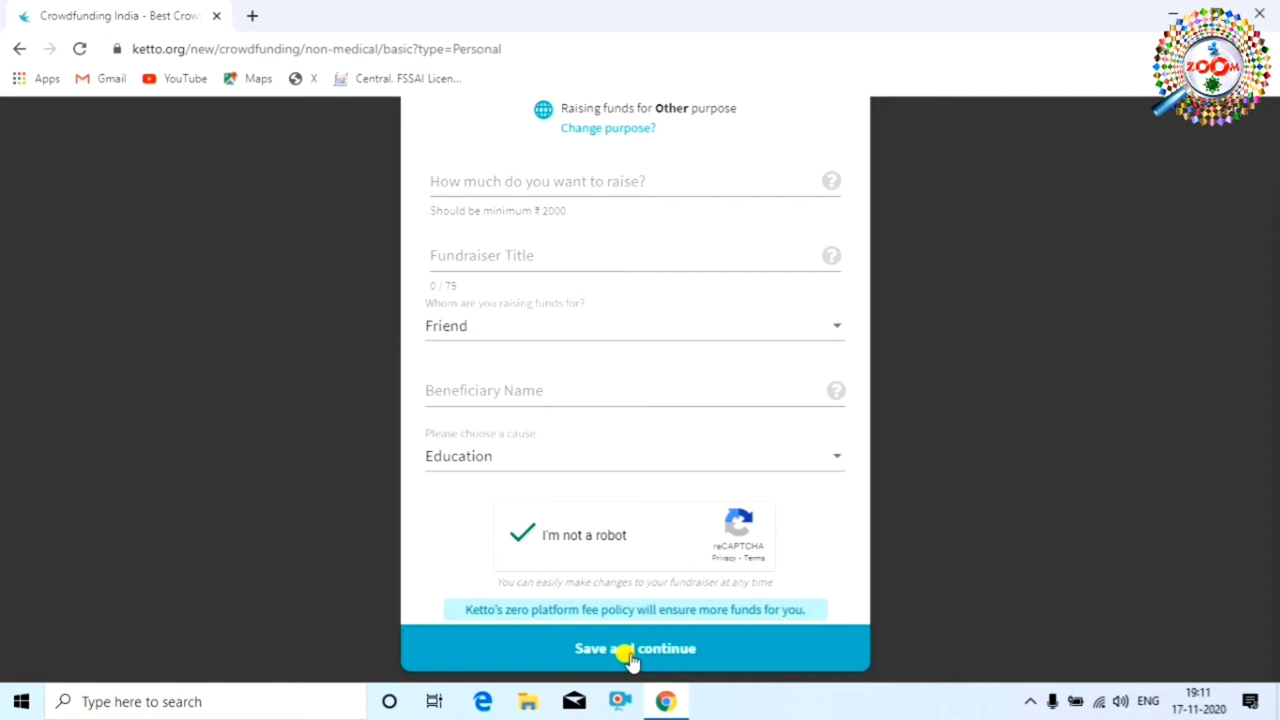 Crowdfunding India - Best Crow
ketto.org/new/crowdfunding/non-medical/basic?type=Personal
Apps Gmail YouTube Maps X Central. FSSAI Licen...
ZOOM
Raising funds for Other purpose
Change purpose?
How much do you want to raise?
Should be minimum ₹ 2000
Fundraiser Title
0 / 75
Whom are you raising funds for?
Friend
Beneficiary Name
Please choose a cause
Education
I'm not a robot
reCAPTCHA
Privacy - Terms
You can easily make changes to your fundraiser at any time
Ketto's zero platform fee policy will ensure more funds for you.
Save and continue
Type here to search
ENG
19:11
17-11-2020